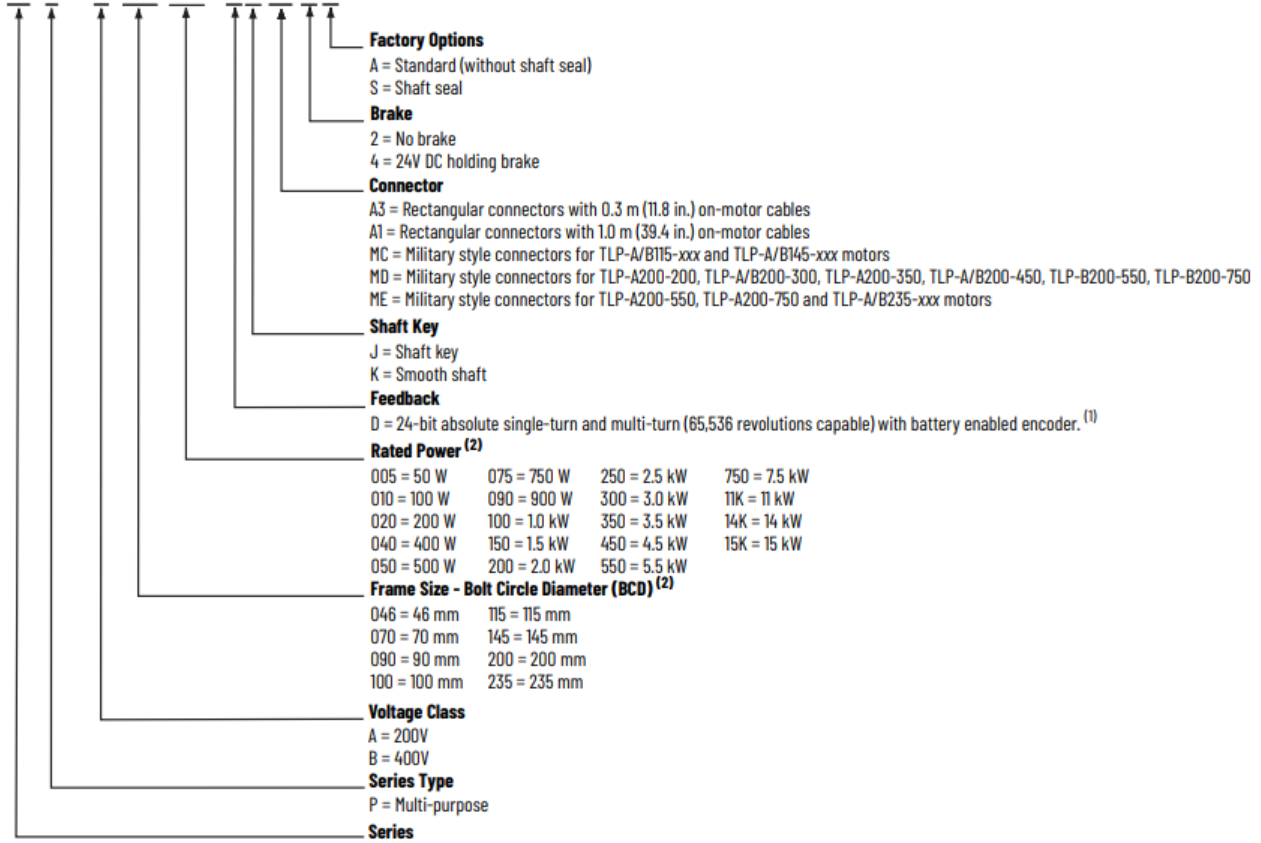 Factory Options
A = Standard (without shaft seal)
S = Shaft seal
Brake
2 = No brake
4 = 24V DC holding brake
Connector
A3 = Rectangular connectors with 0.3 m (11.8 in.) on-motor cables
A1 = Rectangular connectors with 1.0 m (39.4 in.) on-motor cables
MC = Military style connectors for TLP-A/B115-xxx and TLP-A/B145-xxx motors
MD = Military style connectors for TLP-A200-200, TLP-A/B200-300, TLP-A200-350, TLP-A/B200-450, TLP-B200-550, TLP-B200-750
ME = Military style connectors for TLP-A200-550, TLP-A200-750 and TLP-A/B235-xxx motors
Shaft Key
J = Shaft key
K = Smooth shaft
Feedback
D = 24-bit absolute single-turn and multi-turn (65,536 revolutions capable) with battery enabled encoder. (1)
Rated Power (2)
005 = 50 W 075 = 750 W 250 = 2.5 kW 750 = 7.5 kW
010 = 100 W 090 = 900 W 300 = 3.0 kW 11K = 11 kW
020 = 200 W 100 = 1.0 kW 350 = 3.5 kW 14K = 14 kW
040 = 400 W 150 = 1.5 kW 450 = 4.5 kW 15K = 15 kW
050 = 500 W 200 = 2.0 kW 550 = 5.5 kW
Frame Size - Bolt Circle Diameter (BCD) (2)
046 = 46 mm 115 = 115 mm
070 = 70 mm 145 = 145 mm
090 = 90 mm 200 = 200 mm
100 = 100 mm 235 = 235 mm
Voltage Class
A = 200V
B = 400V
Series Type
P = Multi-purpose
Series